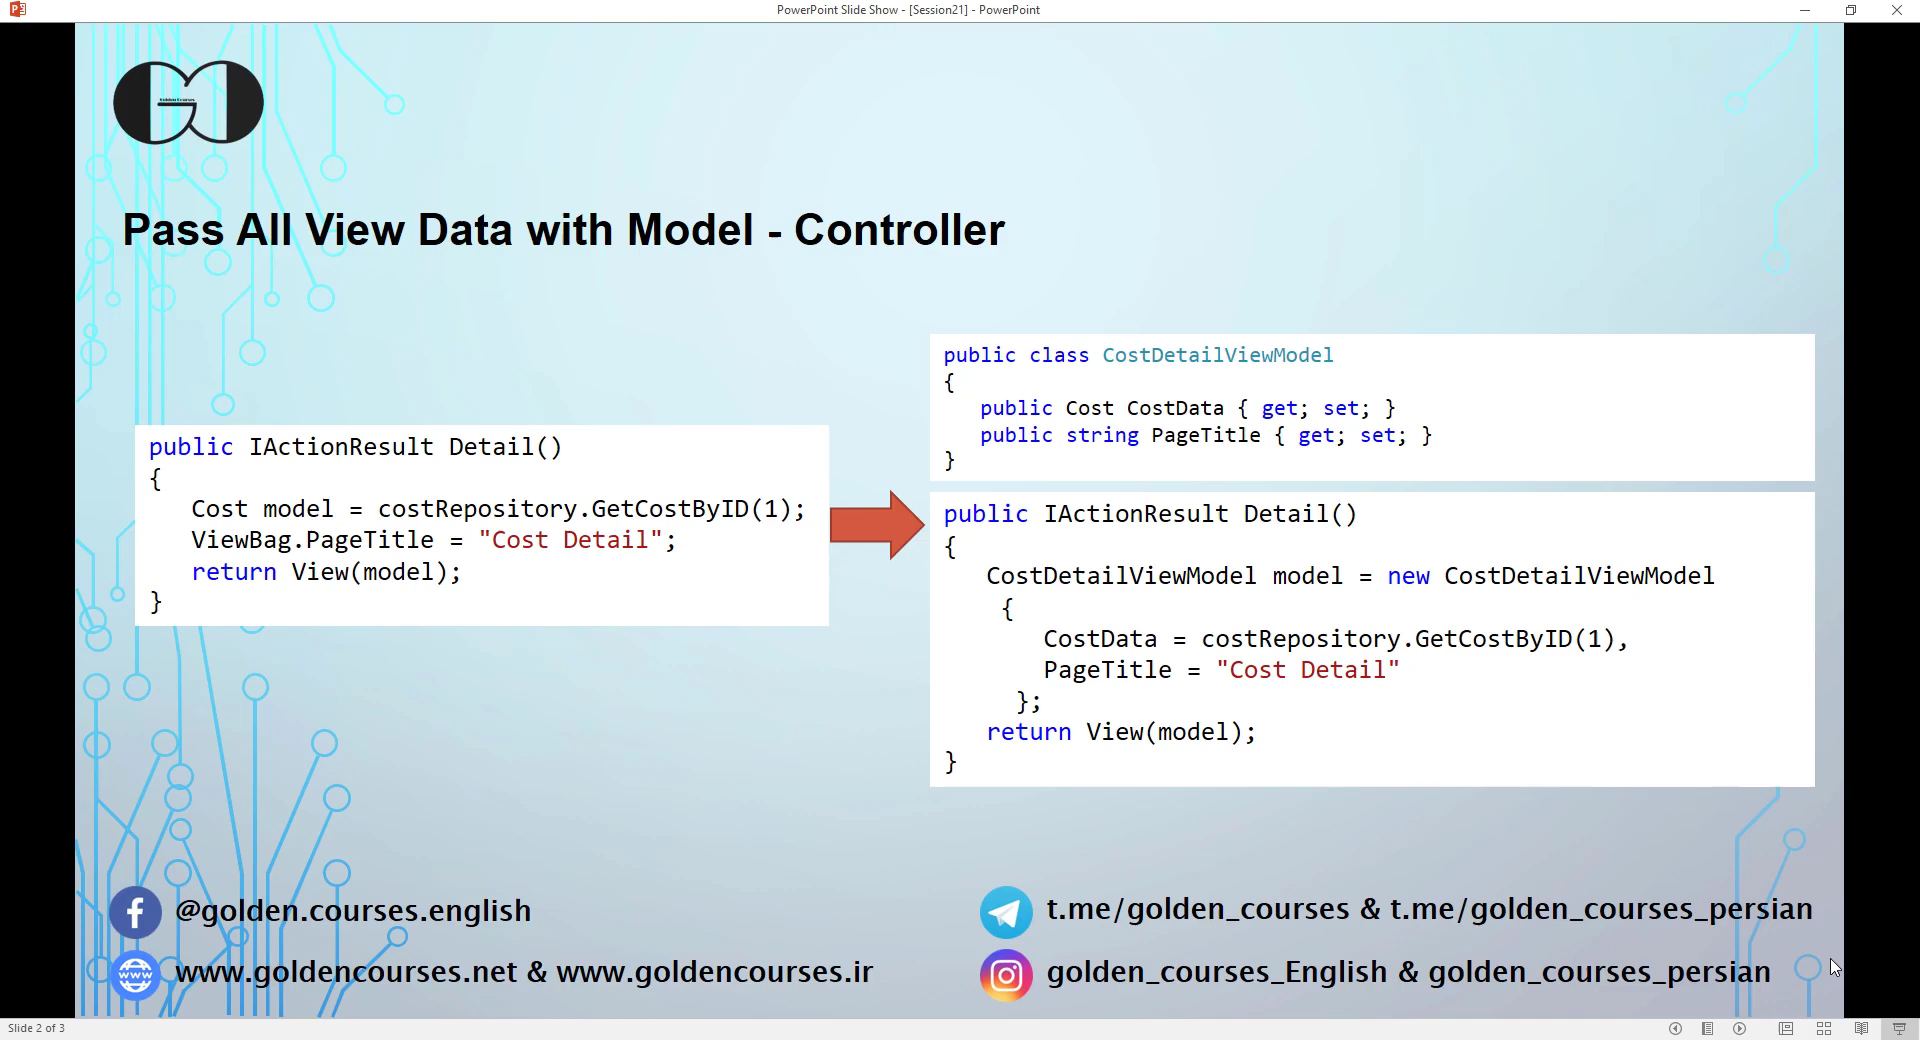 PowerPoint Slide Show - [Session21] - PowerPoint
Golden Courses
Pass All View Data with Model - Controller
public IActionResult Detail()
{
Cost model = costRepository.GetCostByID(1);
ViewBag.PageTitle = "Cost Detail";
return View(model);
}
public class CostDetailViewModel
{
public Cost CostData { get; set; }
public string PageTitle { get; set; }
}
public IActionResult Detail()
{
CostDetailViewModel model = new CostDetailViewModel
{
CostData = costRepository.GetCostByID(1),
PageTitle = "Cost Detail"
};
return View(model);
}
@golden.courses.english
t.me/golden_courses & t.me/golden_courses_persian
www.goldencourses.net & www.goldencourses.ir
golden_courses_English & golden_courses_persian
Slide 2 of 3